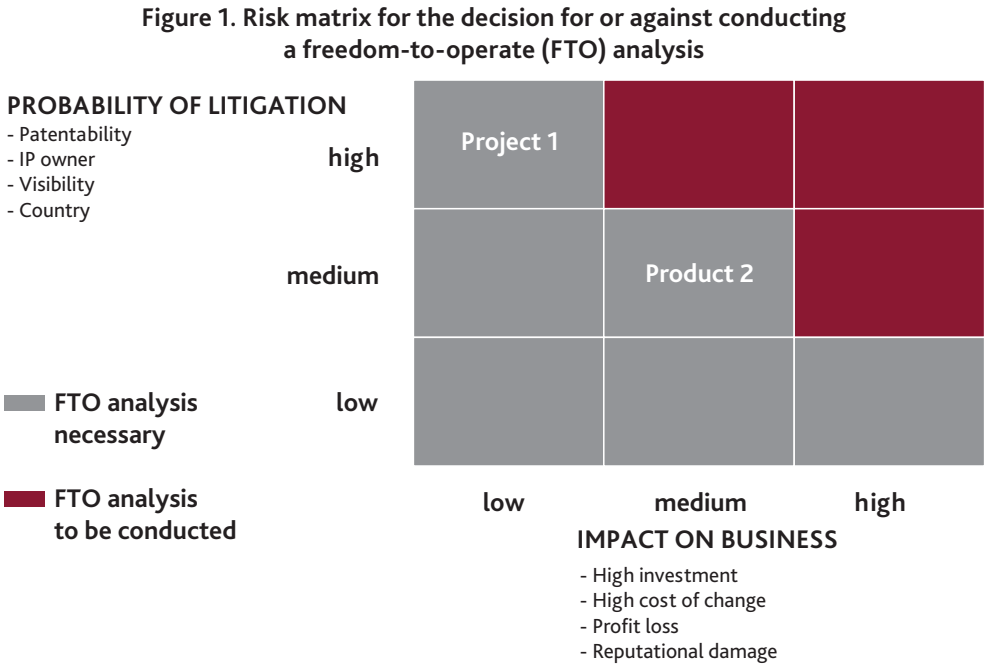 Figure 1. Risk matrix for the decision for or against conducting
a freedom-to-operate (FTO) analysis
PROBABILITY OF LITIGATION
- Patentability
- IP owner
- Visibility
- Country
high
medium
low
Project 1
Product 2
FTO analysis
necessary
FTO analysis
to be conducted
low
medium
high
IMPACT ON BUSINESS
- High investment
- High cost of change
- Profit loss
- Reputational damage